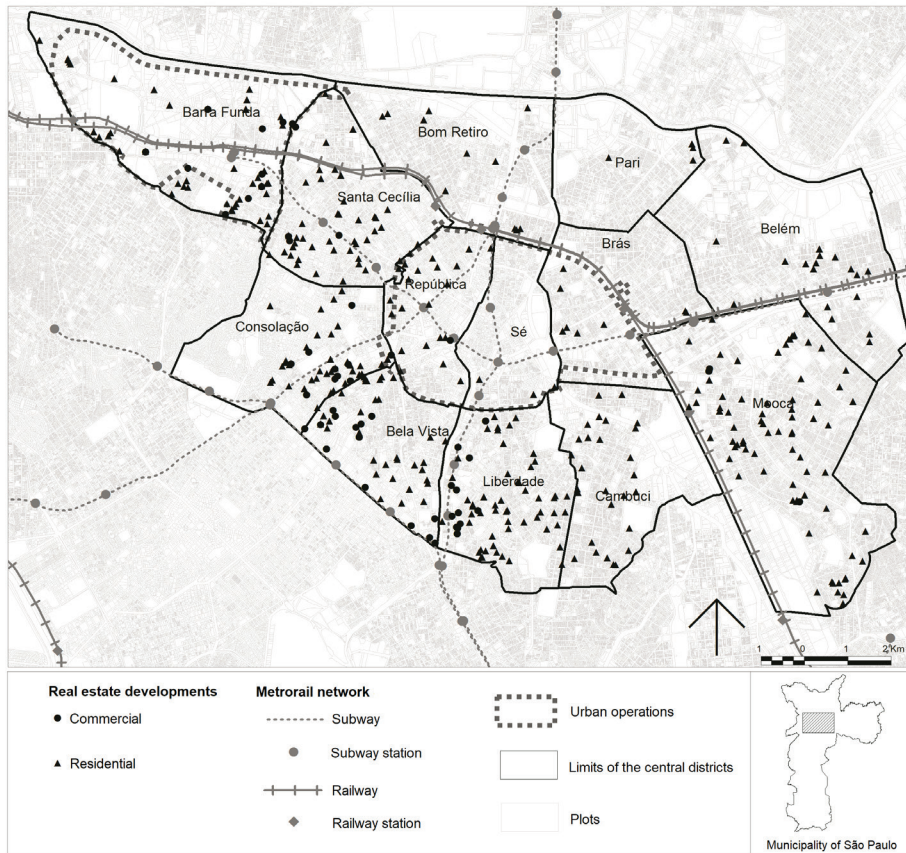 Barra Funda
Bom Retiro
Pari
Santa Cecília
Belém
Brás
República
Consolação
Sé
Mooca
Bela Vista
Liberdade
Cambuci
1 0 1 2 Km
Real estate developments
Commercial
Residential
Metrorail network
Subway
Subway station
Railway
Railway station
Urban operations
Limits of the central districts
Plots
Municipality of São Paulo